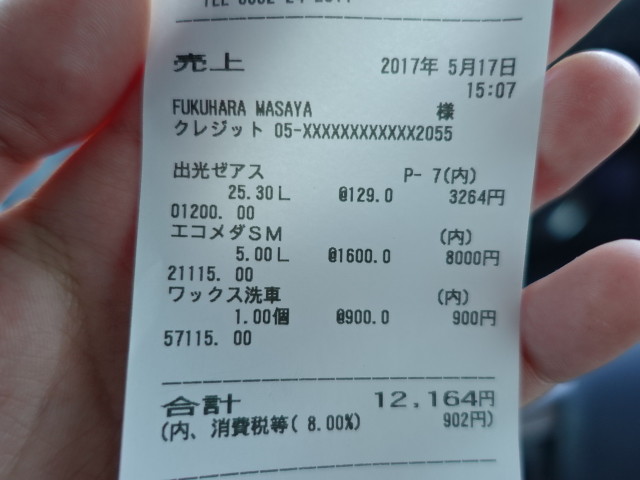 売上 2017年 5月17日
15:07
FUKUHARA MASAYA 様
クレジット 05-XXXXXXXXXXXX2055
出光ゼアス P- 7(内)
25.30L @129.0 3264円
01200. 00
エコメダSM (内)
5.00L @1600.0 8000円
21115. 00
ワックス洗車 (内)
1.00個 @900.0 900円
57115. 00
合計 12,164円
(内、消費税等( 8.00%) 902円)